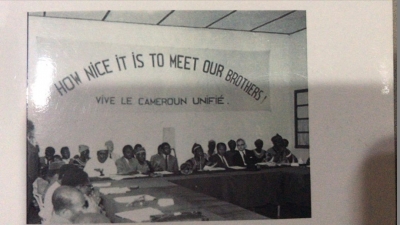 HOW NICE iT iS TO MEET OUR BROTHERS!
VIVE LE CAMEROUN UNIFIÉ.